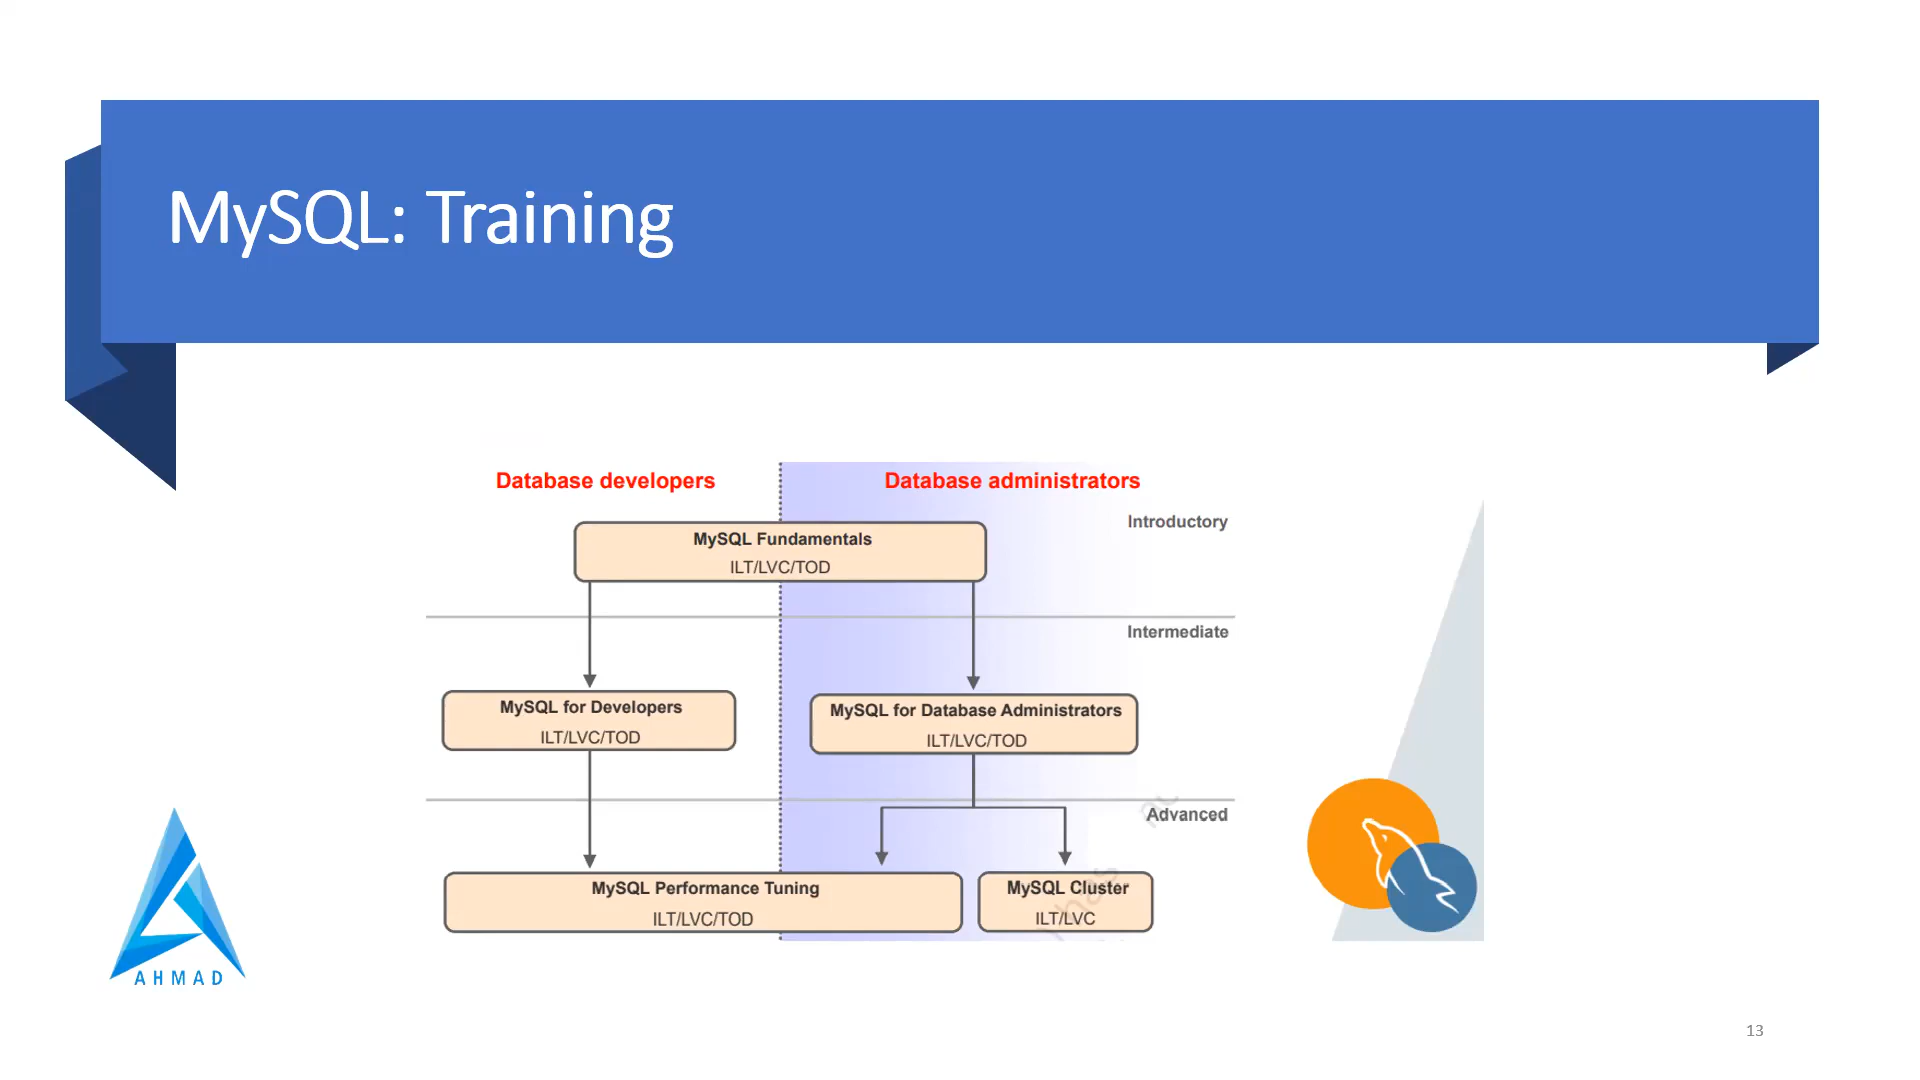 MySQL: Training
Database developers
Database administrators
Introductory
MySQL Fundamentals
ILT/LVC/TOD
Intermediate
MySQL for Developers
ILT/LVC/TOD
MySQL for Database Administrators
ILT/LVC/TOD
Advanced
MySQL Performance Tuning
ILT/LVC/TOD
MySQL Cluster
ILT/LVC
AHMAD
13